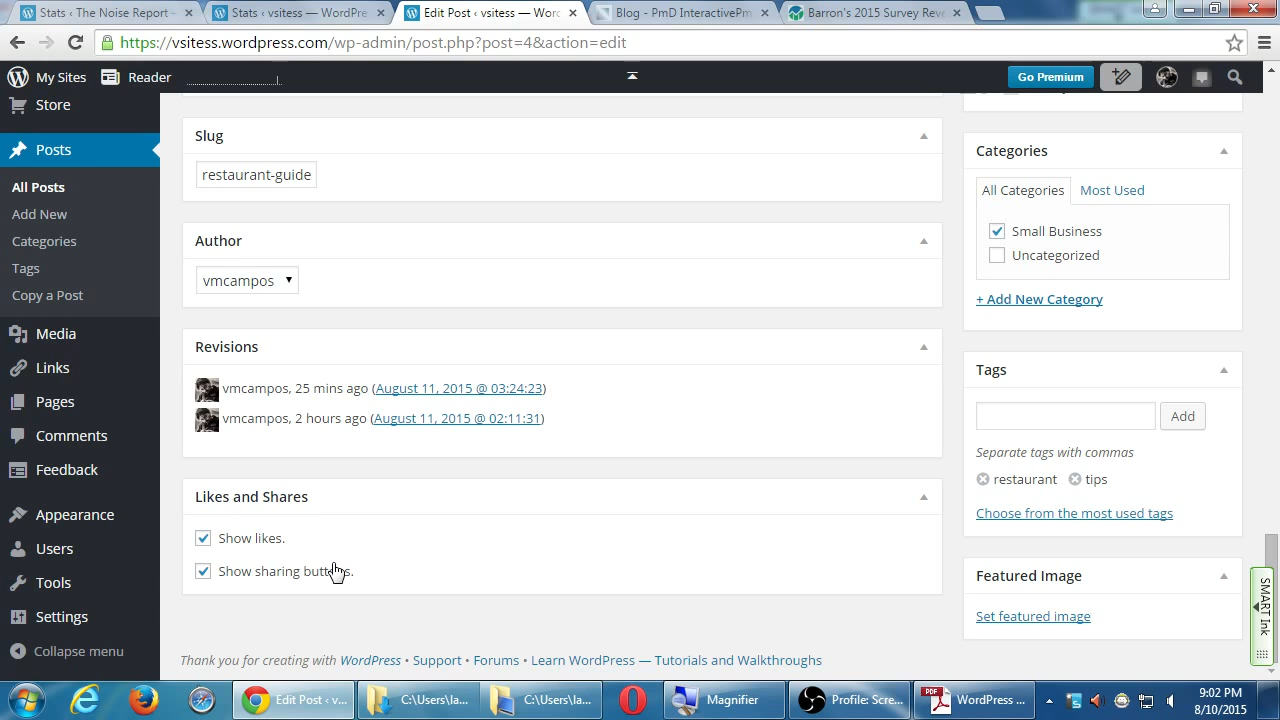 Stats ‹ The Noise Report –
Stats ‹ vsitess — WordPre
Edit Post ‹ vsitess — Wor
Blog - PmD InteractivePm
Barron's 2015 Survey Reve
https://vsitess.wordpress.com/wp-admin/post.php?post=4&action=edit
My Sites
Reader
Go Premium
Store
Posts
All Posts
Add New
Categories
Tags
Copy a Post
Media
Links
Pages
Comments
Feedback
Appearance
Users
Tools
Settings
Collapse menu
Slug
restaurant-guide
Author
vmcampos
Revisions
vmcampos, 25 mins ago (August 11, 2015 @ 03:24:23)
vmcampos, 2 hours ago (August 11, 2015 @ 02:11:31)
Likes and Shares
Show likes.
Show sharing buttons.
Thank you for creating with WordPress • Support • Forums • Learn WordPress — Tutorials and Walkthroughs
Categories
All Categories
Most Used
Small Business
Uncategorized
+ Add New Category
Tags
Add
Separate tags with commas
restaurant
tips
Choose from the most used tags
Featured Image
Set featured image
SMART Ink
Edit Post ‹ v...
C:\Users\la...
C:\Users\la...
Magnifier
Profile: Scre...
PDF
WordPress ...
9:02 PM
8/10/2015